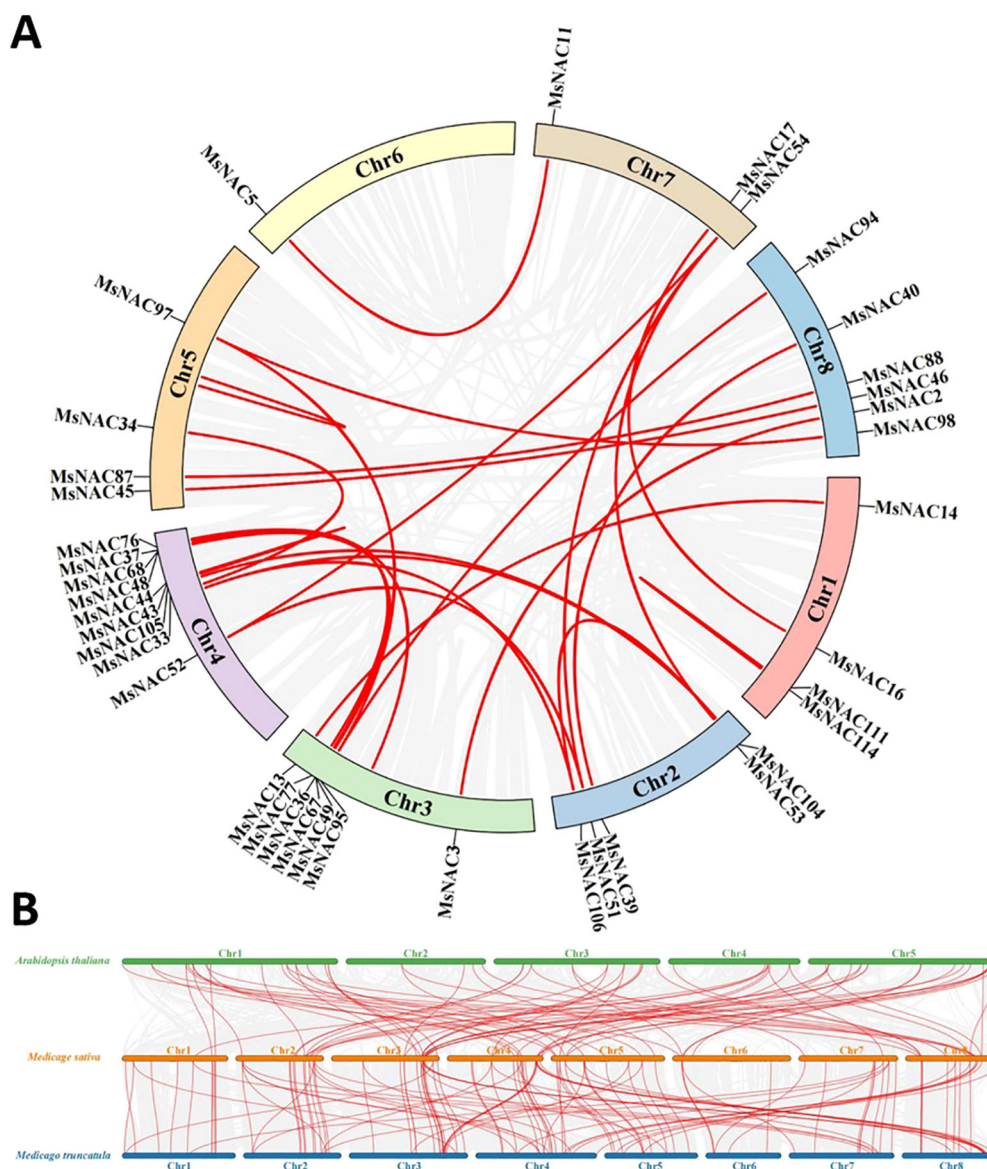 A
MsNAC11
MsNAC17
MsNAC54
MsNAC5
Chr6
Chr7
MsNAC94
MsNAC97
MsNAC40
Chr5
Chr8
MsNAC88
MsNAC46
MsNAC2
MsNAC98
MsNAC34
MsNAC87
MsNAC45
MsNAC14
MsNAC76
MsNAC37
MsNAC68
MsNAC48
MsNAC44
MsNAC43
MsNAC105
MsNAC33
MsNAC52
Chr4
Chr1
MsNAC16
MsNAC111
MsNAC114
Chr3
Chr2
MsNAC104
MsNAC53
MsNAC13
MsNAC77
MsNAC36
MsNAC67
MsNAC49
MsNAC95
MsNAC3
MsNAC39
MsNAC51
MsNAC106
B
Chr1 Chr2 Chr3 Chr4 Chr5
Arabidopsis thaliana
Chr1 Chr2 Chr3 Chr4 Chr5 Chr6 Chr7 Chr8
Medicage sativa
Medicago truncatula
Chr1 Chr2 Chr3 Chr4 Chr5 Chr6 Chr7 Chr8